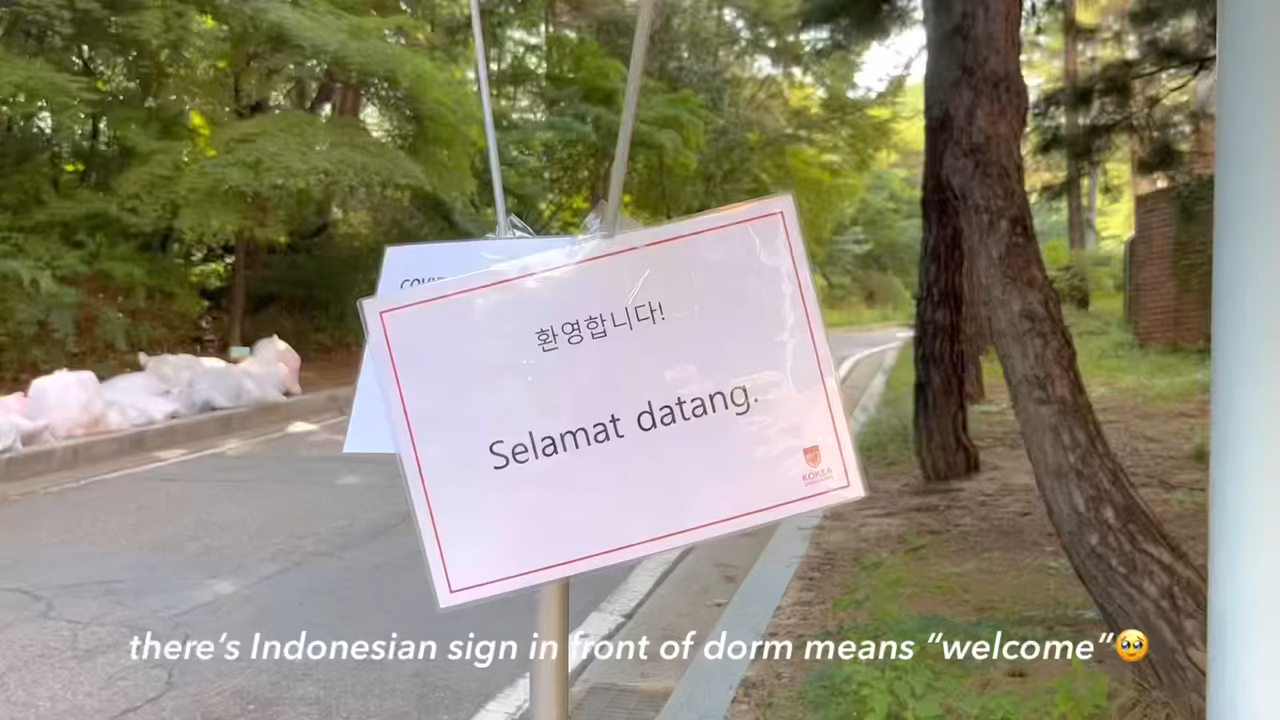 환영합니다!
Selamat datang.
KOREA
there's Indonesian sign in front of dorm means "welcome"🥹